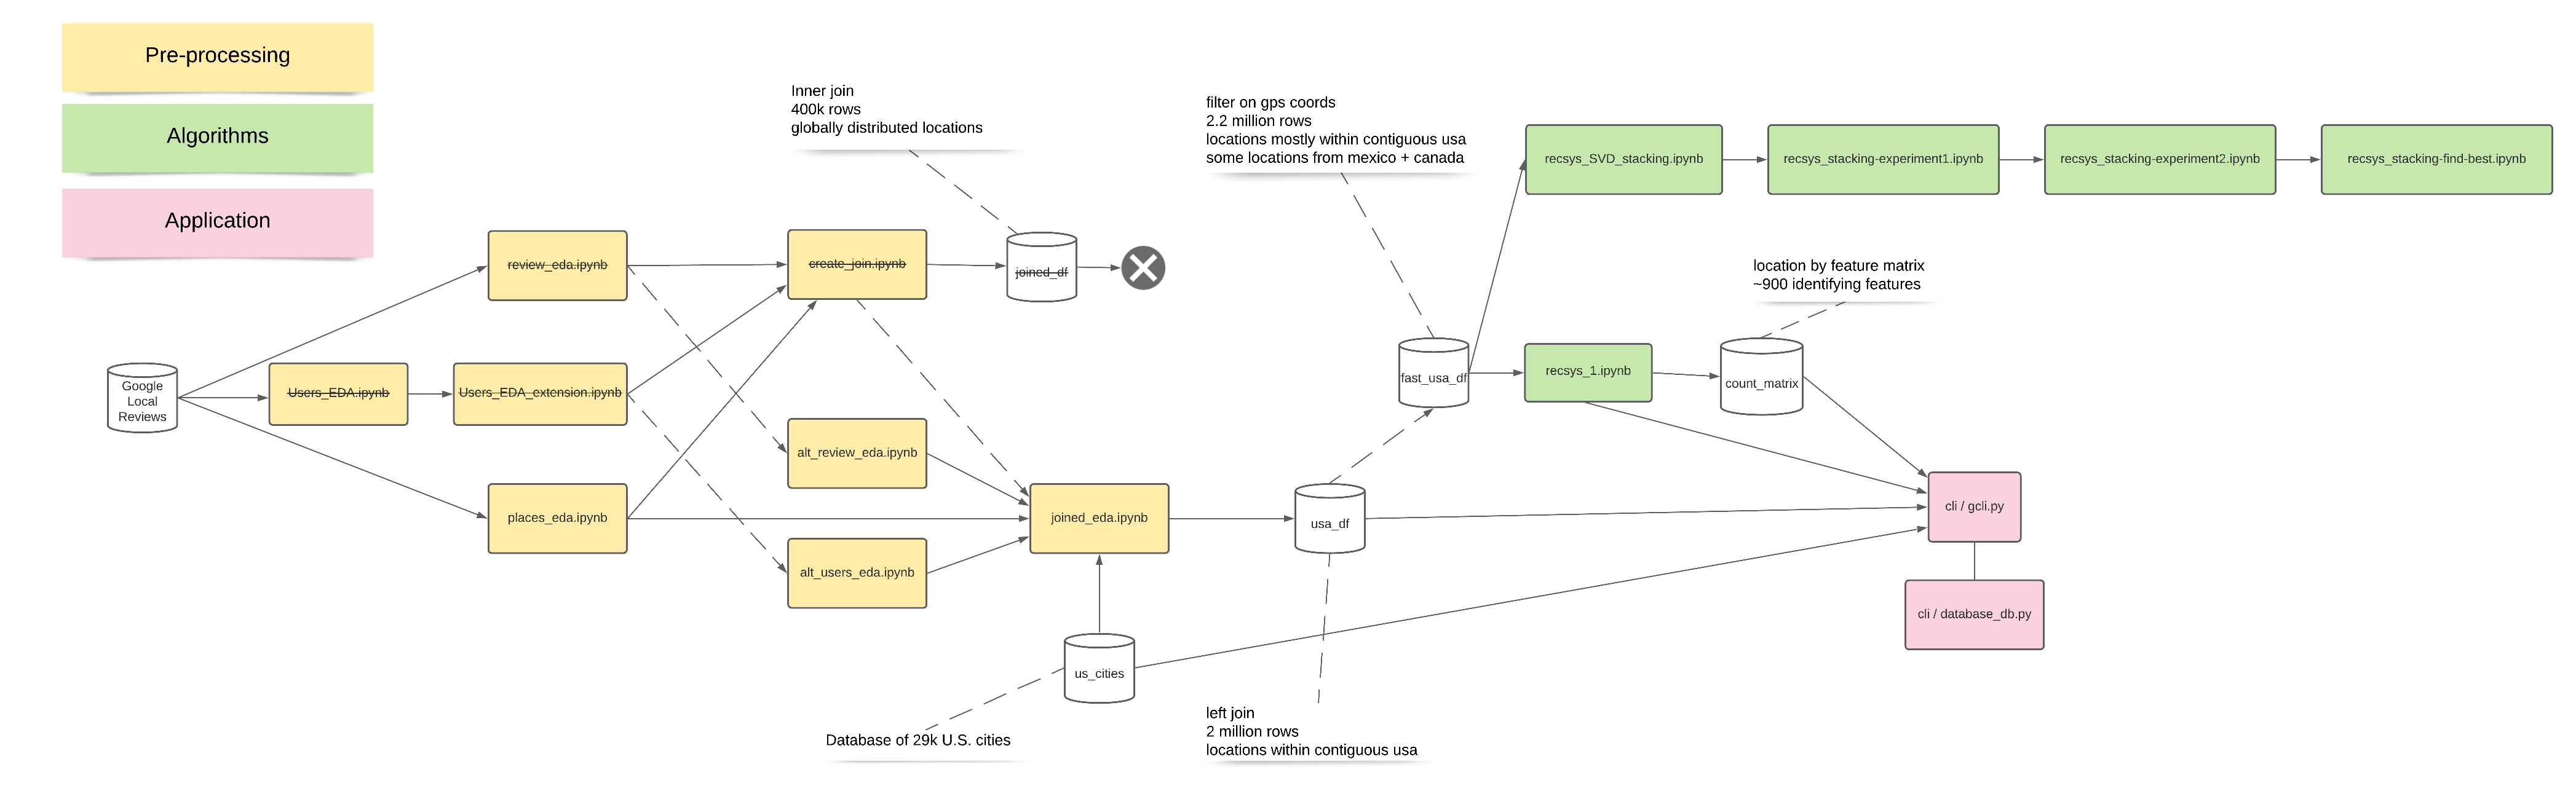 Pre-processing
Algorithms
Application
Inner join
400k rows
globally distributed locations
filter on gps coords
2.2 million rows
locations mostly within contiguous usa
some locations from mexico + canada
recsys_SVD_stacking.ipynb
recsys_stacking-experiment1.ipynb
recsys_stacking-experiment2.ipynb
recsys_stacking-find-best.ipynb
review_eda.ipynb
create_join.ipynb
joined_df
location by feature matrix
~900 identifying features
Google
Local
Reviews
Users_EDA.ipynb
Users_EDA_extension.ipynb
fast_usa_df
recsys_1.ipynb
count_matrix
alt_review_eda.ipynb
places_eda.ipynb
joined_eda.ipynb
usa_df
cli / gcli.py
alt_users_eda.ipynb
cli / database_db.py
us_cities
Database of 29k U.S. cities
left join
2 million rows
locations within contiguous usa